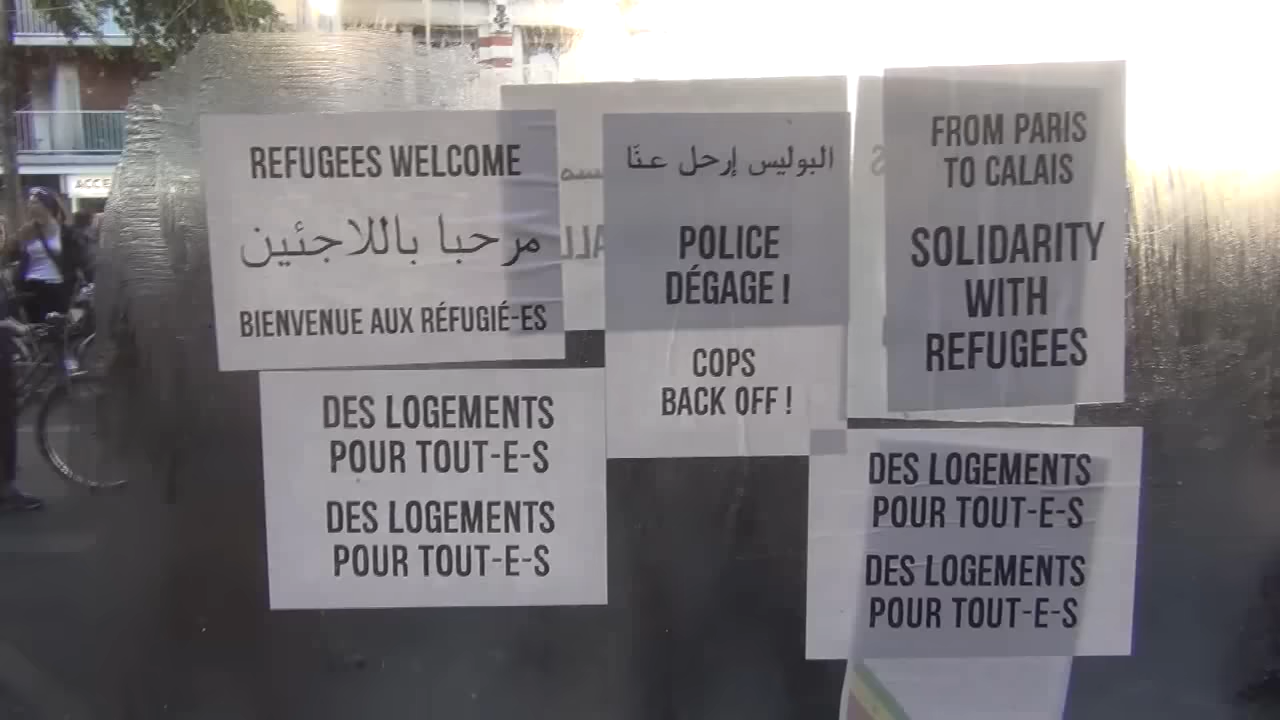 ACCE
REFUGEES WELCOME
مرحبا باللاجئين
BIENVENUE AUX RÉFUGIÉ-ES
البوليس إرحل عنّا
POLICE
DÉGAGE !
COPS
BACK OFF !
FROM PARIS
TO CALAIS
SOLIDARITY
WITH
REFUGEES
DES LOGEMENTS
POUR TOUT-E-S
DES LOGEMENTS
POUR TOUT-E-S
DES LOGEMENTS
POUR TOUT-E-S
DES LOGEMENTS
POUR TOUT-E-S